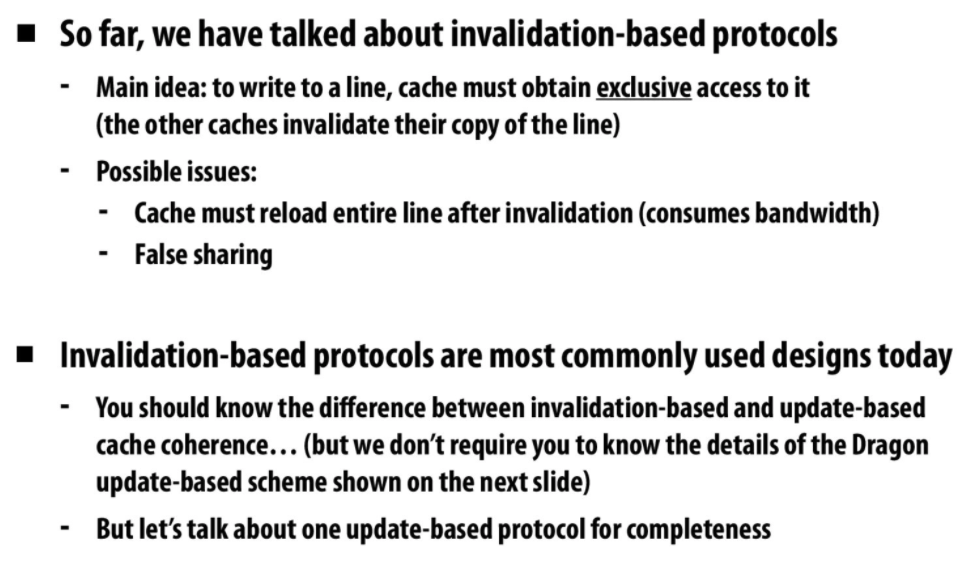 ■ So far, we have talked about invalidation-based protocols
- Main idea: to write to a line, cache must obtain exclusive access to it
(the other caches invalidate their copy of the line)
- Possible issues:
- Cache must reload entire line after invalidation (consumes bandwidth)
- False sharing
■ Invalidation-based protocols are most commonly used designs today
- You should know the difference between invalidation-based and update-based
cache coherence… (but we don’t require you to know the details of the Dragon
update-based scheme shown on the next slide)
- But let’s talk about one update-based protocol for completeness